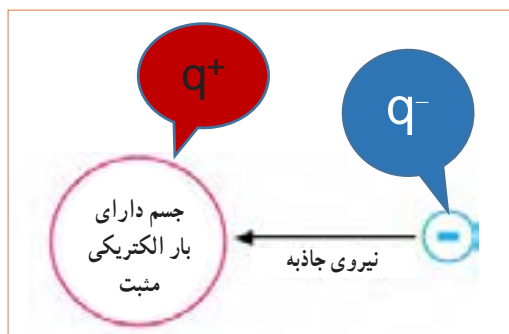 q⁺
q⁻
جسم دارای
بار الکتریکی
مثبت
نیروی جاذبه
-